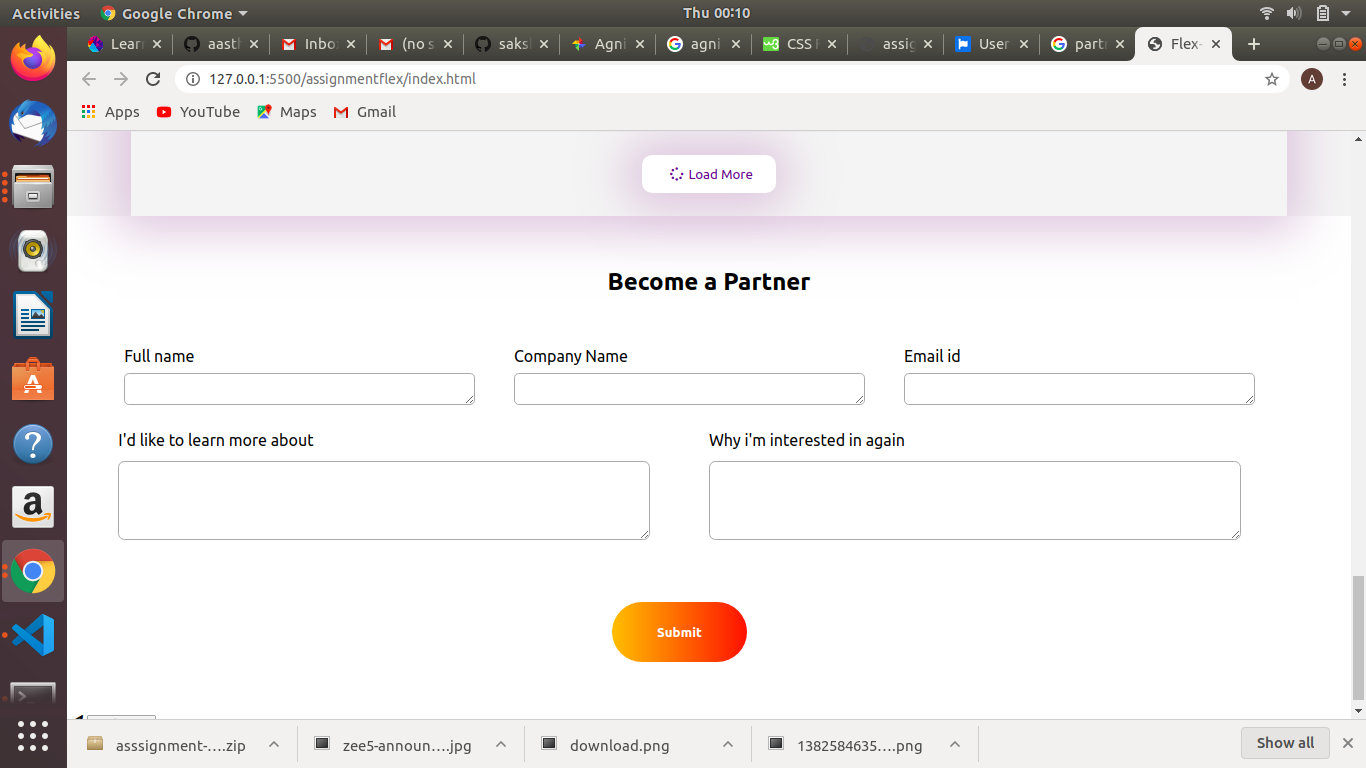 Activities Google Chrome Thu 00:10
Learn aasth Inbo (no s saksl Agni agni CSS F assig User parti Flex-
127.0.0.1:5500/assignmentflex/index.html A
Apps YouTube Maps Gmail
Load More
Become a Partner
Full name Company Name Email id
I'd like to learn more about Why i'm interested in again
Submit
asssignment-....zip zee5-announ....jpg download.png 1382584635....png Show all